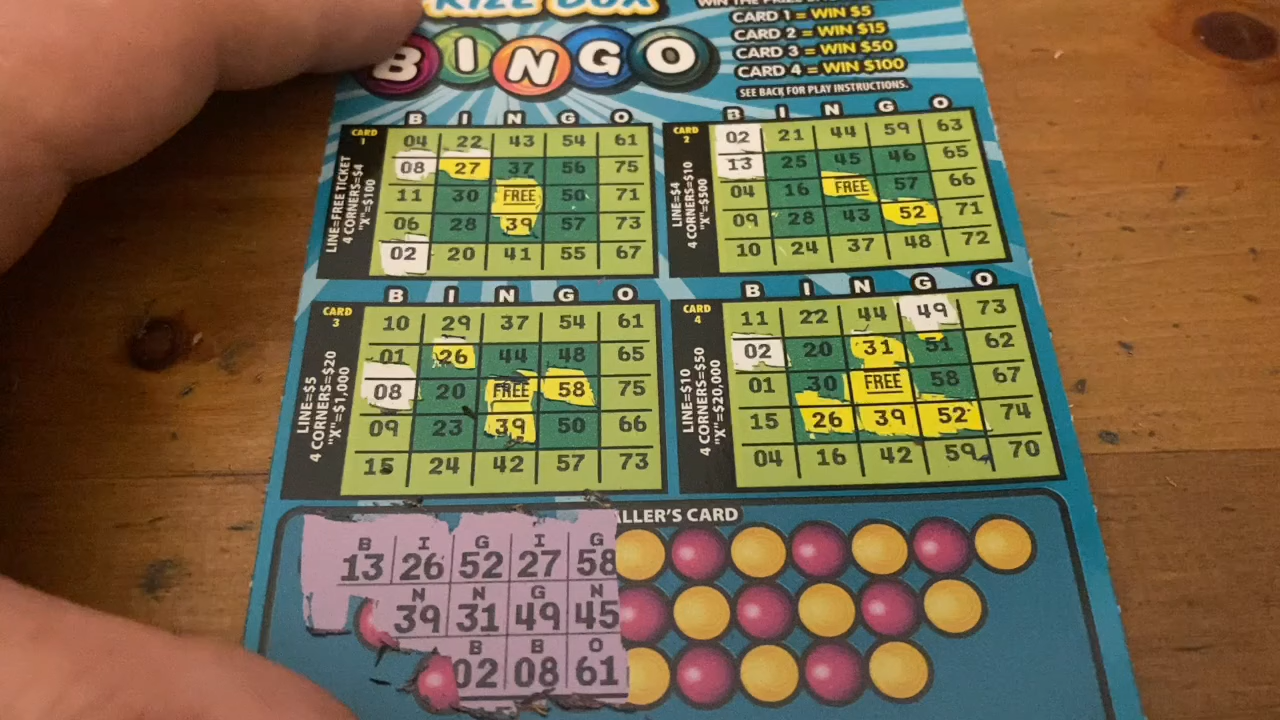 BINGO
CARD 1 = WIN $5
CARD 2 = WIN $15
CARD 3 = WIN $50
CARD 4 = WIN $100
SEE BACK FOR PLAY INSTRUCTIONS.
CARD 1
LINE=FREE TICKET
4 CORNERS=$4
"X"=$100
B I N G O
04 22 43 54 61
08 27 37 56 75
11 30 FREE 50 71
06 28 39 57 73
02 20 41 55 67
CARD 2
LINE=$4
4 CORNERS=$10
"X"=$500
B I N G O
02 21 44 59 63
13 25 45 46 65
04 16 FREE 57 66
09 28 43 52 71
10 24 37 48 72
CARD 3
LINE=$5
4 CORNERS=$20
"X"=$1,000
B I N G O
10 29 37 54 61
01 26 44 48 65
08 20 FREE 58 75
09 23 39 50 66
15 24 42 57 73
CARD 4
LINE=$10
4 CORNERS=$50
"X"=$20,000
B I N G O
11 22 44 49 73
02 20 31 51 62
01 30 FREE 58 67
15 26 39 52 74
04 16 42 59 70
ALLER'S CARD
B I G I G
13 26 52 27 58
N N G N
39 31 49 45
B B O
02 08 61